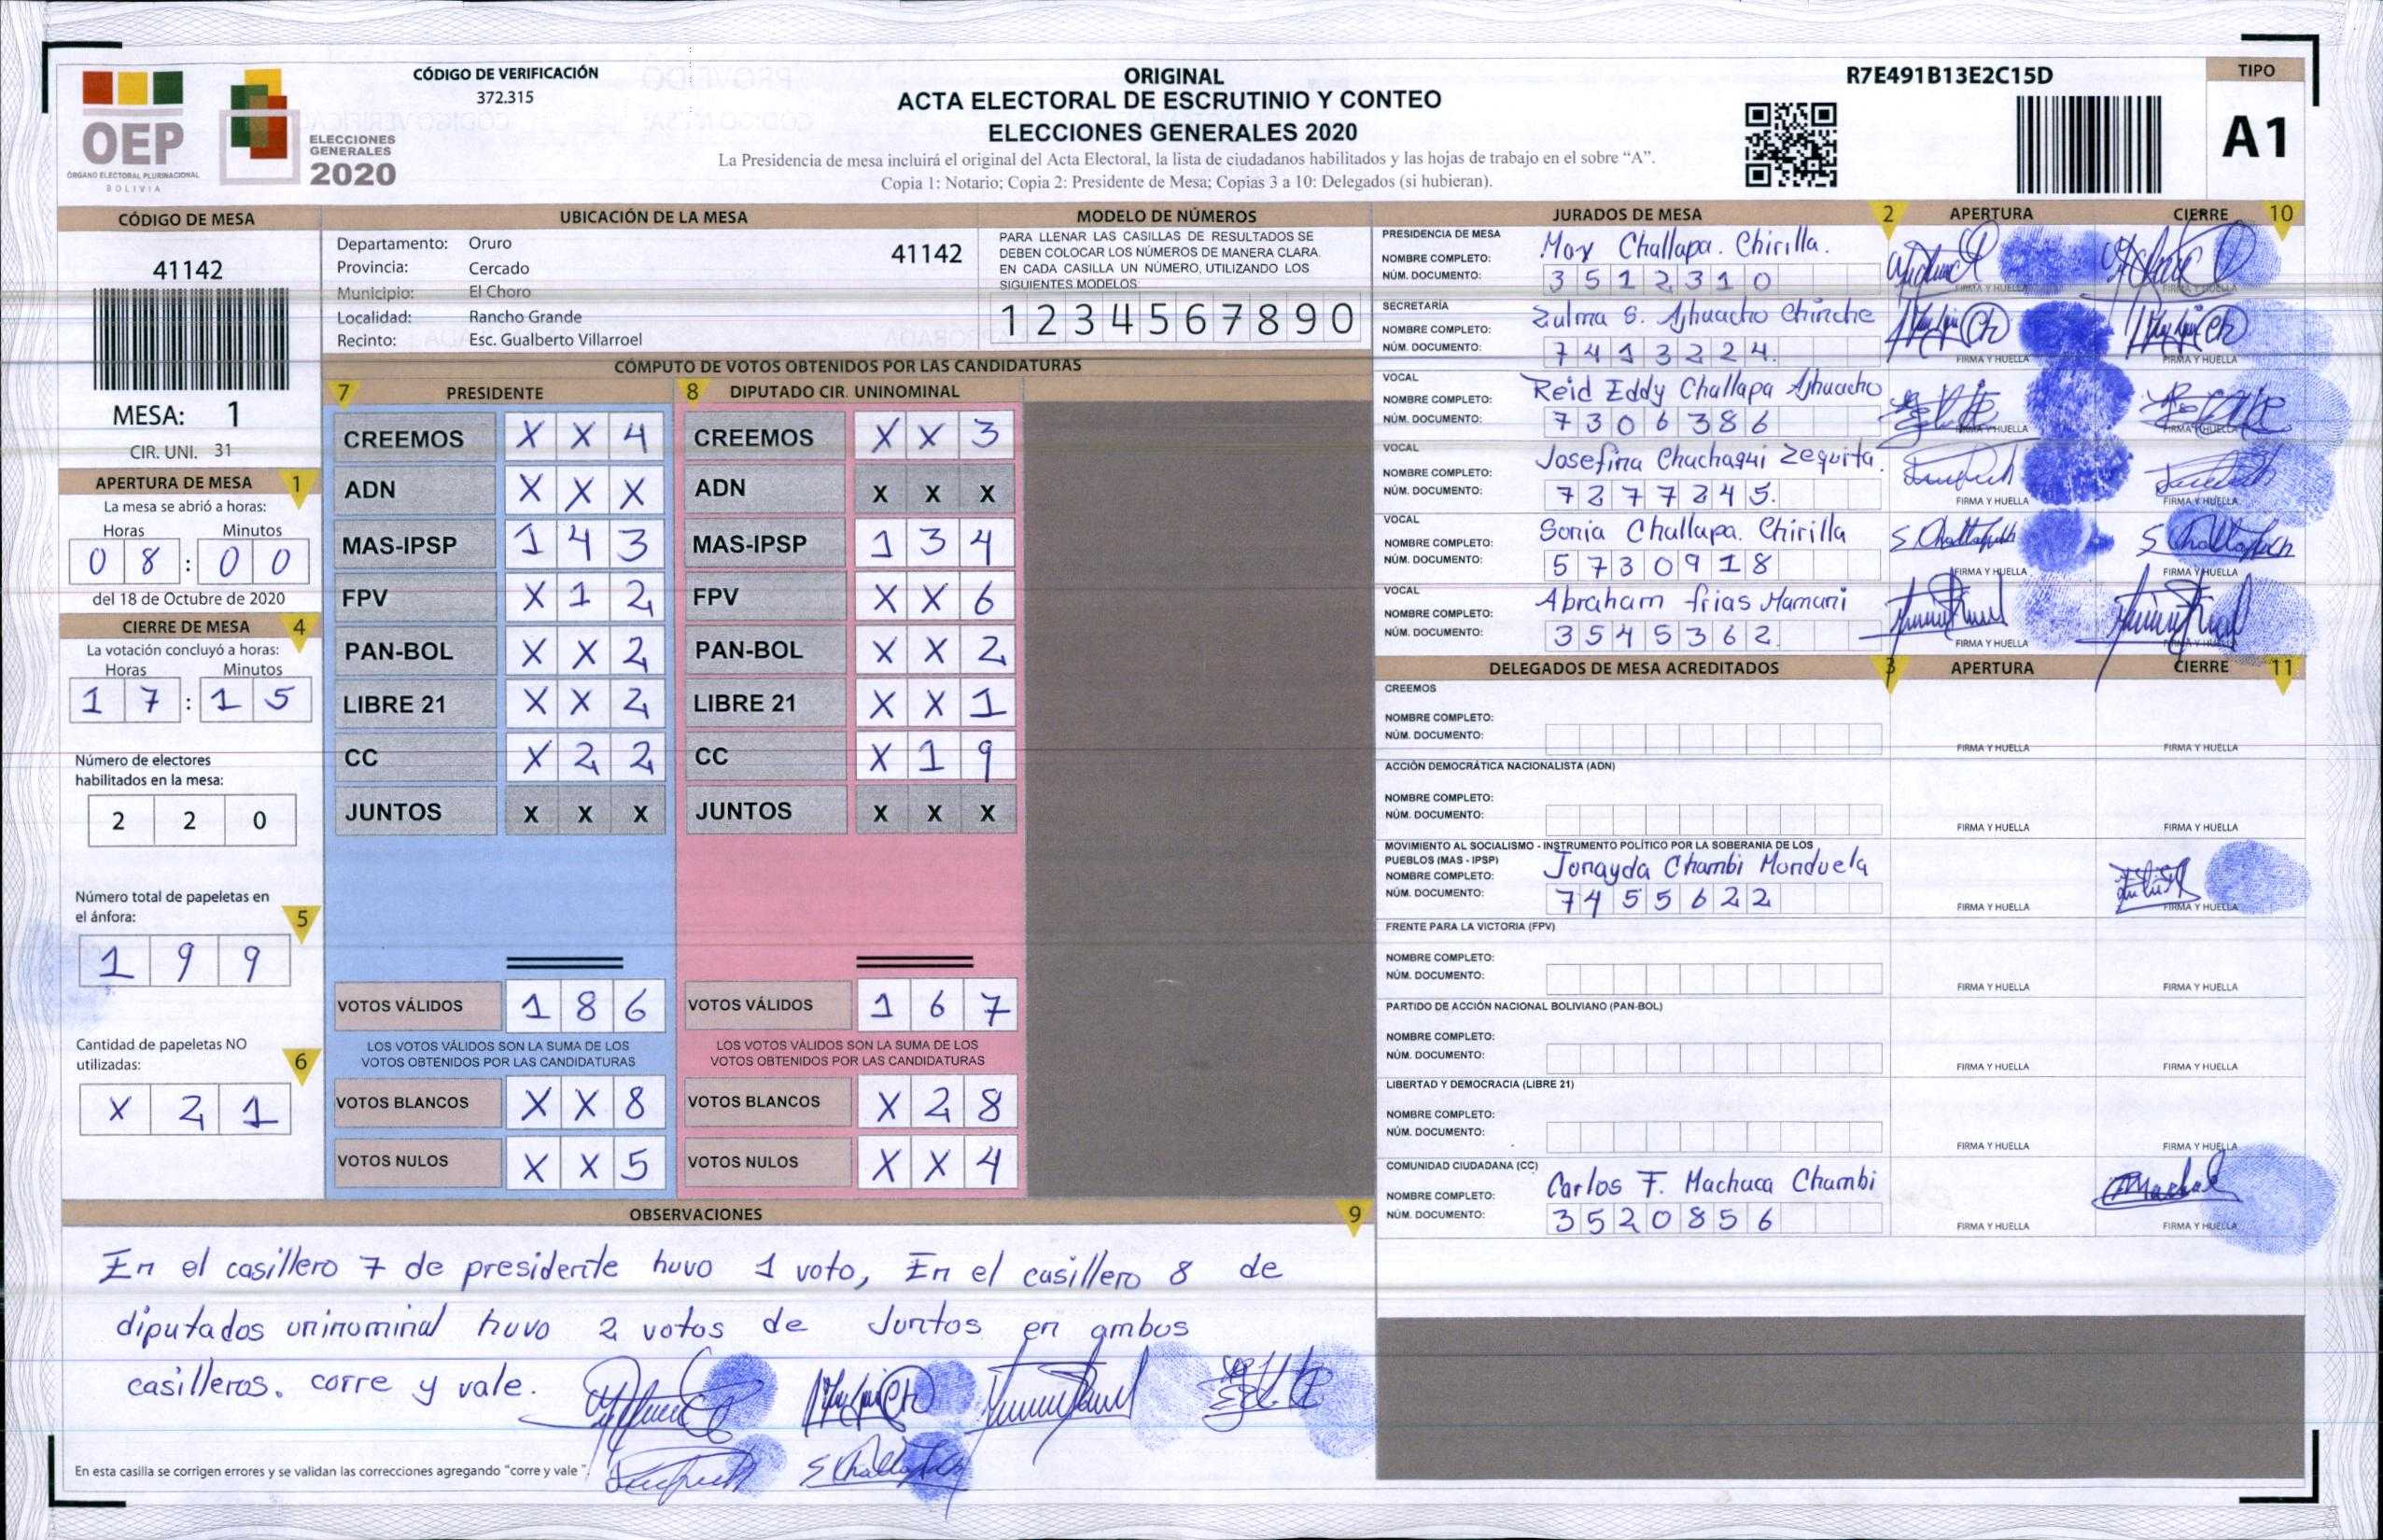 CÓDIGO DE VERIFICACIÓN
372.315
OEP
ÓRGANO ELECTORAL PLURINACIONAL
BOLIVIA
ELECCIONES
GENERALES
2020
ORIGINAL
ACTA ELECTORAL DE ESCRUTINIO Y CONTEO
ELECCIONES GENERALES 2020
La Presidencia de mesa incluirá el original del Acta Electoral, la lista de ciudadanos habilitados y las hojas de trabajo en el sobre “A”.
Copia 1: Notario; Copia 2: Presidente de Mesa; Copias 3 a 10: Delegados (si hubieran).
R7E491B13E2C15D
TIPO
A1
CÓDIGO DE MESA
41142
MESA: 1
CIR. UNI. 31
UBICACIÓN DE LA MESA
Departamento: Oruro
41142
Provincia: Cercado
Municipio: El Choro
Localidad: Rancho Grande
Recinto: Esc. Gualberto Villarroel
MODELO DE NÚMEROS
PARA LLENAR LAS CASILLAS DE RESULTADOS SE
DEBEN COLOCAR LOS NÚMEROS DE MANERA CLARA.
EN CADA CASILLA UN NÚMERO, UTILIZANDO LOS
SIGUIENTES MODELOS:
1 2 3 4 5 6 7 8 9 0
APERTURA DE MESA 1
La mesa se abrió a horas:
Horas Minutos
0 8 : 0 0
del 18 de Octubre de 2020
CIERRE DE MESA 4
La votación concluyó a horas:
Horas Minutos
1 7 : 1 5
Número de electores
habilitados en la mesa:
2 2 0
Número total de papeletas en
el ánfora: 5
1 9 9
Cantidad de papeletas NO
utilizadas: 6
X 2 1
CÓMPUTO DE VOTOS OBTENIDOS POR LAS CANDIDATURAS
7 PRESIDENTE
CREEMOS X X 4
ADN X X X
MAS-IPSP 1 4 3
FPV X 1 2
PAN-BOL X X 2
LIBRE 21 X X 2
CC X 2 2
JUNTOS X X X
VOTOS VÁLIDOS 1 8 6
LOS VOTOS VÁLIDOS SON LA SUMA DE LOS
VOTOS OBTENIDOS POR LAS CANDIDATURAS
VOTOS BLANCOS X X 8
VOTOS NULOS X X 5
8 DIPUTADO CIR. UNINOMINAL
CREEMOS X X 3
ADN X X X
MAS-IPSP 1 3 4
FPV X X 6
PAN-BOL X X 2
LIBRE 21 X X 1
CC X 1 9
JUNTOS X X X
VOTOS VÁLIDOS 1 6 7
LOS VOTOS VÁLIDOS SON LA SUMA DE LOS
VOTOS OBTENIDOS POR LAS CANDIDATURAS
VOTOS BLANCOS X 2 8
VOTOS NULOS X X 4
OBSERVACIONES 9
En el casillero 7 de presidente huvo 1 voto, En el casillero 8 de
diputados uninominal huvo 2 votos de Juntos en ambos
casilleros. corre y vale.
En esta casilla se corrigen errores y se validan las correcciones agregando “corre y vale”.
JURADOS DE MESA 2 APERTURA CIERRE 10
PRESIDENCIA DE MESA
NOMBRE COMPLETO: Max Challapa. Chirilla.
NÚM. DOCUMENTO: 3 5 1 2 3 1 0
FIRMA Y HUELLA FIRMA Y HUELLA
SECRETARÍA
NOMBRE COMPLETO: Zulma S. Ajhuacho Chinche
NÚM. DOCUMENTO: 7 4 1 3 2 2 4.
FIRMA Y HUELLA FIRMA Y HUELLA
VOCAL
NOMBRE COMPLETO: Reid Eddy Challapa Ajhuacho
NÚM. DOCUMENTO: 7 3 0 6 3 8 6
FIRMA Y HUELLA FIRMA Y HUELLA
VOCAL
NOMBRE COMPLETO: Josefina Chachaqui Zequita.
NÚM. DOCUMENTO: 7 2 7 7 2 4 5.
FIRMA Y HUELLA FIRMA Y HUELLA
VOCAL
NOMBRE COMPLETO: Sonia Challapa. Chirilla
NÚM. DOCUMENTO: 5 7 3 0 9 1 8
FIRMA Y HUELLA FIRMA Y HUELLA
VOCAL
NOMBRE COMPLETO: Abraham frias Mamani
NÚM. DOCUMENTO: 3 5 4 5 3 6 2.
FIRMA Y HUELLA FIRMA Y HUELLA
DELEGADOS DE MESA ACREDITADOS 3 APERTURA CIERRE 11
CREEMOS
NOMBRE COMPLETO:
NÚM. DOCUMENTO:
FIRMA Y HUELLA FIRMA Y HUELLA
ACCIÓN DEMOCRÁTICA NACIONALISTA (ADN)
NOMBRE COMPLETO:
NÚM. DOCUMENTO:
FIRMA Y HUELLA FIRMA Y HUELLA
MOVIMIENTO AL SOCIALISMO - INSTRUMENTO POLÍTICO POR LA SOBERANIA DE LOS
PUEBLOS (MAS - IPSP)
NOMBRE COMPLETO: Jonayda Chambi Monduela
NÚM. DOCUMENTO: 7 4 5 5 6 2 2
FIRMA Y HUELLA FIRMA Y HUELLA
FRENTE PARA LA VICTORIA (FPV)
NOMBRE COMPLETO:
NÚM. DOCUMENTO:
FIRMA Y HUELLA FIRMA Y HUELLA
PARTIDO DE ACCIÓN NACIONAL BOLIVIANO (PAN-BOL)
NOMBRE COMPLETO:
NÚM. DOCUMENTO:
FIRMA Y HUELLA FIRMA Y HUELLA
LIBERTAD Y DEMOCRACIA (LIBRE 21)
NOMBRE COMPLETO:
NÚM. DOCUMENTO:
FIRMA Y HUELLA FIRMA Y HUELLA
COMUNIDAD CIUDADANA (CC)
NOMBRE COMPLETO: Carlos F. Machuca Chambi
NÚM. DOCUMENTO: 3 5 2 0 8 5 6
FIRMA Y HUELLA FIRMA Y HUELLA